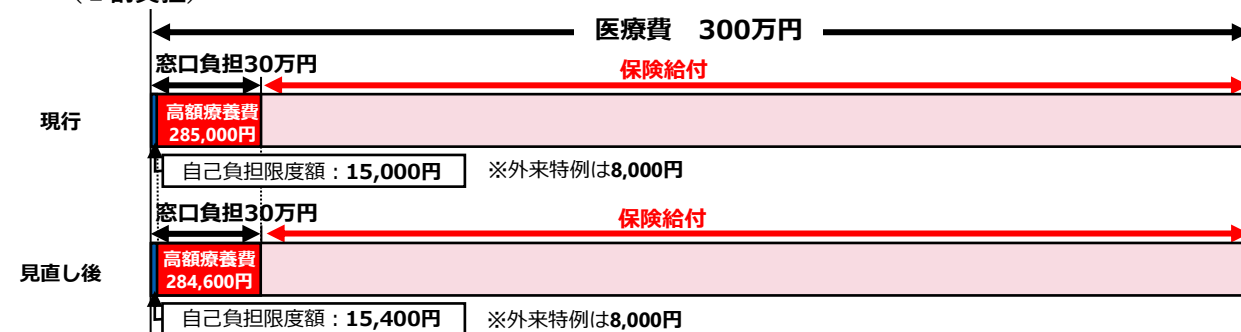 医療費　300万円
窓口負担30万円
保険給付
現行
高額療養費
285,000円
自己負担限度額：15,000円
※外来特例は8,000円
窓口負担30万円
保険給付
見直し後
高額療養費
284,600円
自己負担限度額：15,400円
※外来特例は8,000円